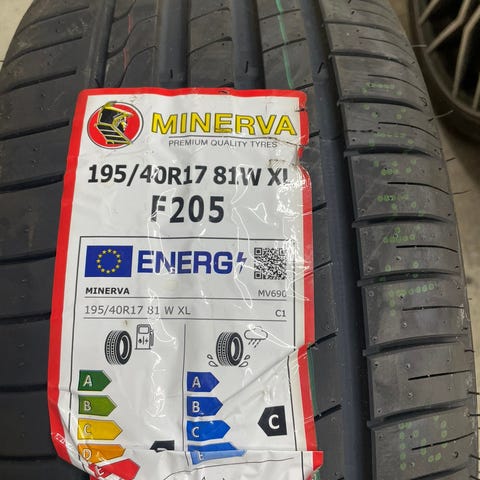 MINERVA
PREMIUM QUALITY TYRES
195/40R17 81W XL
F205
ENERG
MINERVA
MV690
195/40R17 81 W XL
C1
A
A
B
B
C
C
C
D
E